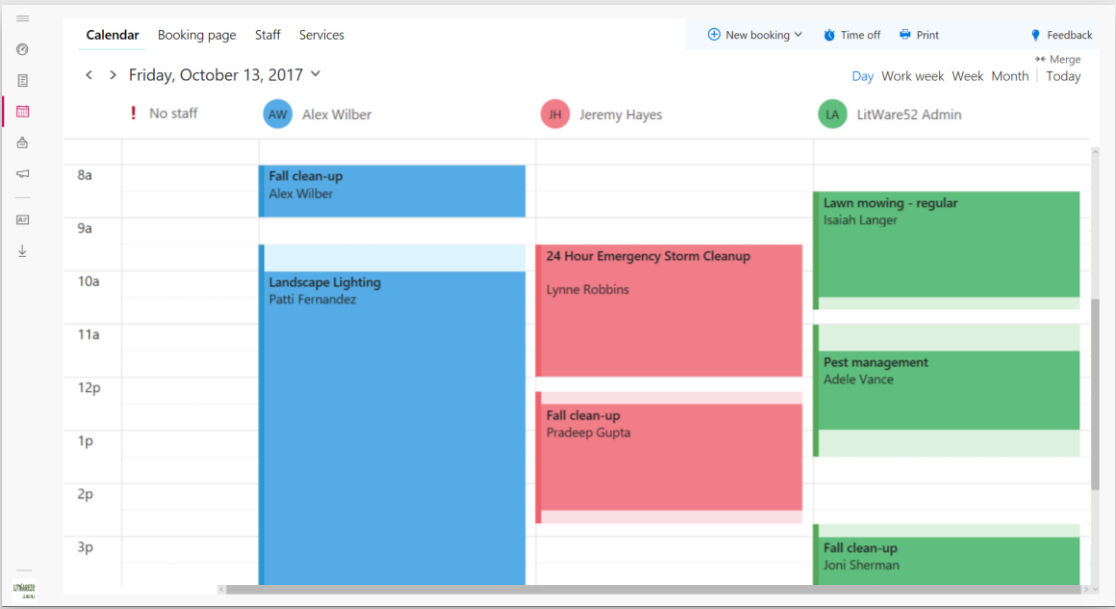 Calendar Booking page Staff Services
New booking Time off Print Feedback
Merge
Friday, October 13, 2017
Day Work week Week Month Today
! No staff AW Alex Wilber JH Jeremy Hayes LA LitWare52 Admin
8a
Fall clean-up
Alex Wilber
Lawn mowing - regular
Isaiah Langer
9a
24 Hour Emergency Storm Cleanup
Lynne Robbins
10a
Landscape Lighting
Patti Fernandez
11a
Pest management
Adele Vance
12p
Fall clean-up
Pradeep Gupta
1p
2p
3p
Fall clean-up
Joni Sherman